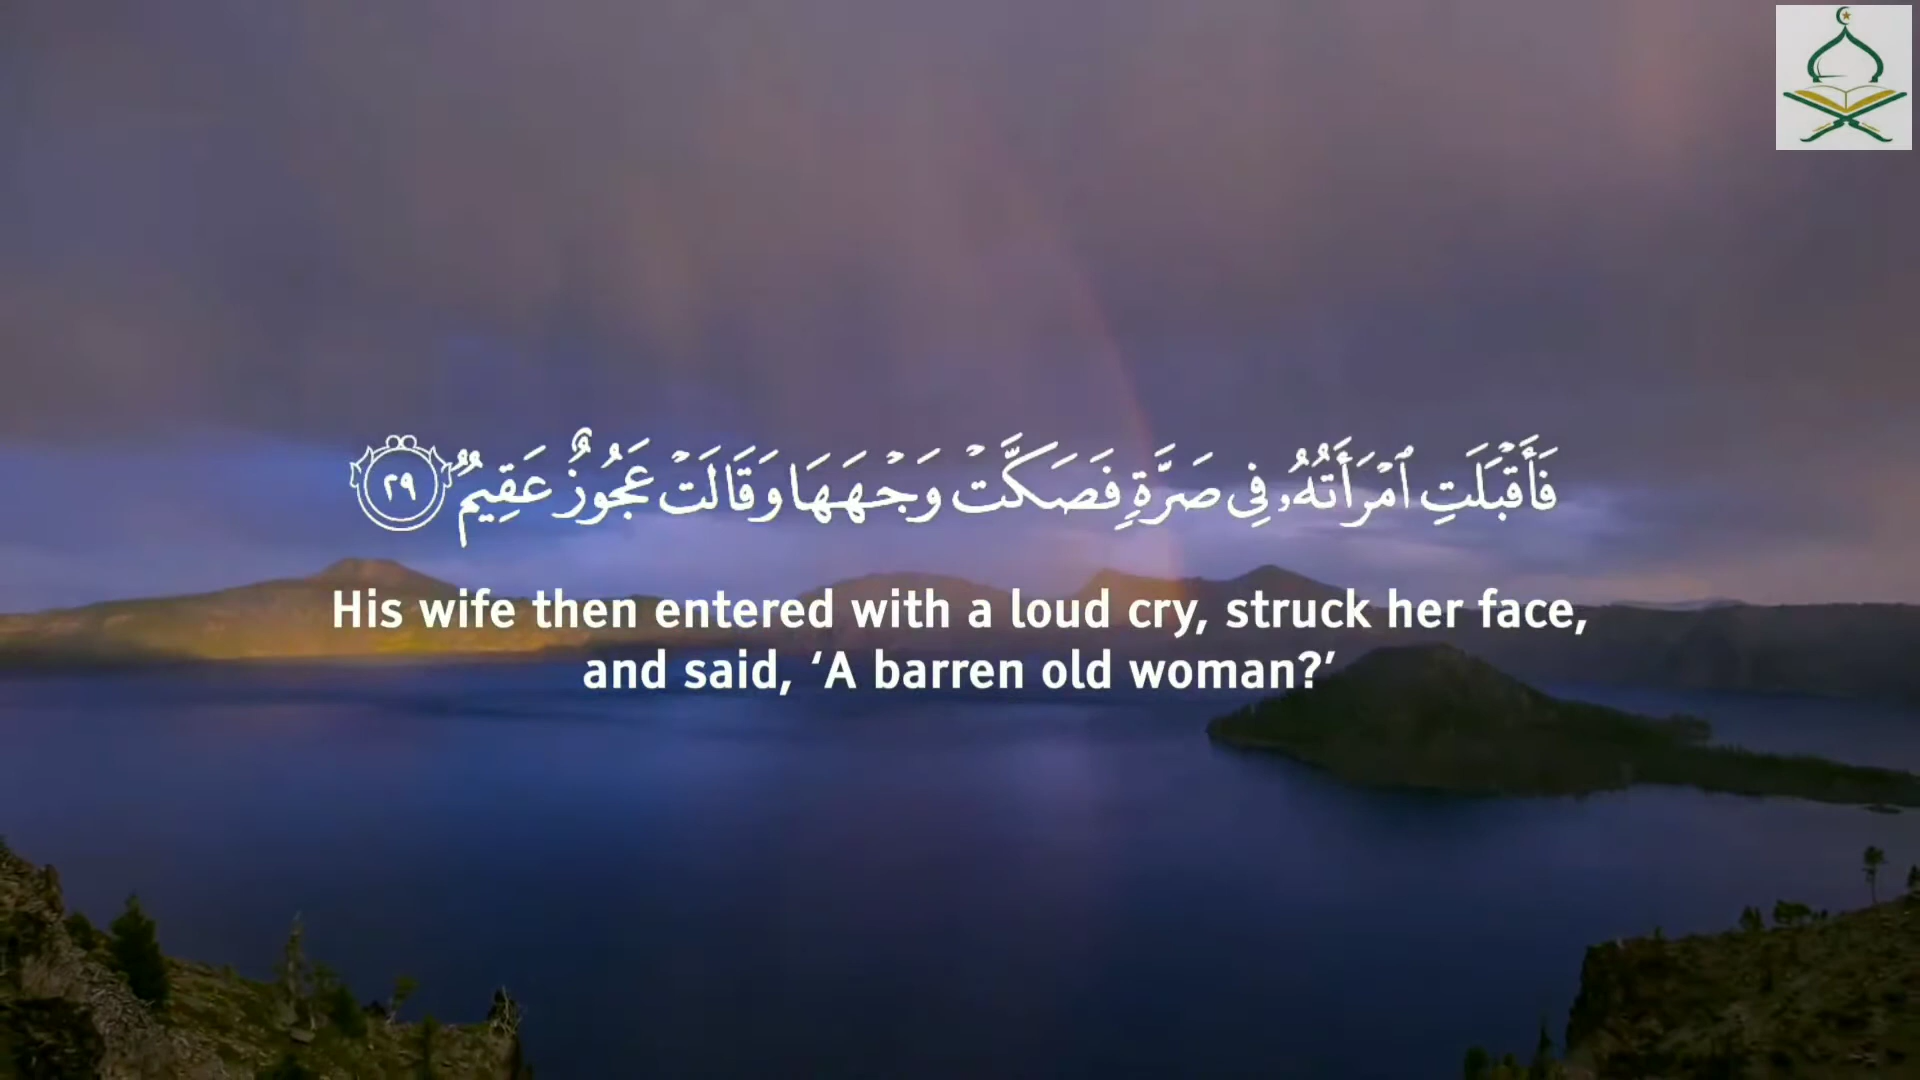 فَأَقۡبَلَتِ ٱمۡرَأَتُهُۥ فِي صَرَّةٖ فَصَكَّتۡ وَجۡهَهَا وَقَالَتۡ عَجُوزٌ عَقِيمٞ ٢٩
His wife then entered with a loud cry, struck her face,
and said, ‘A barren old woman?’